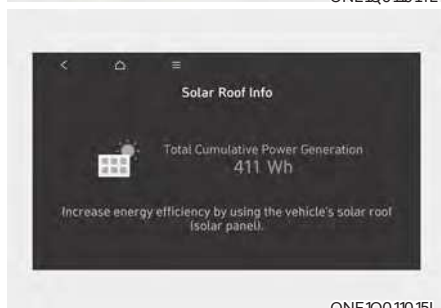 Solar Roof Info
Total Cumulative Power Generation
411 Wh
Increase energy efficiency by using the vehicle's solar roof
(solar panel).